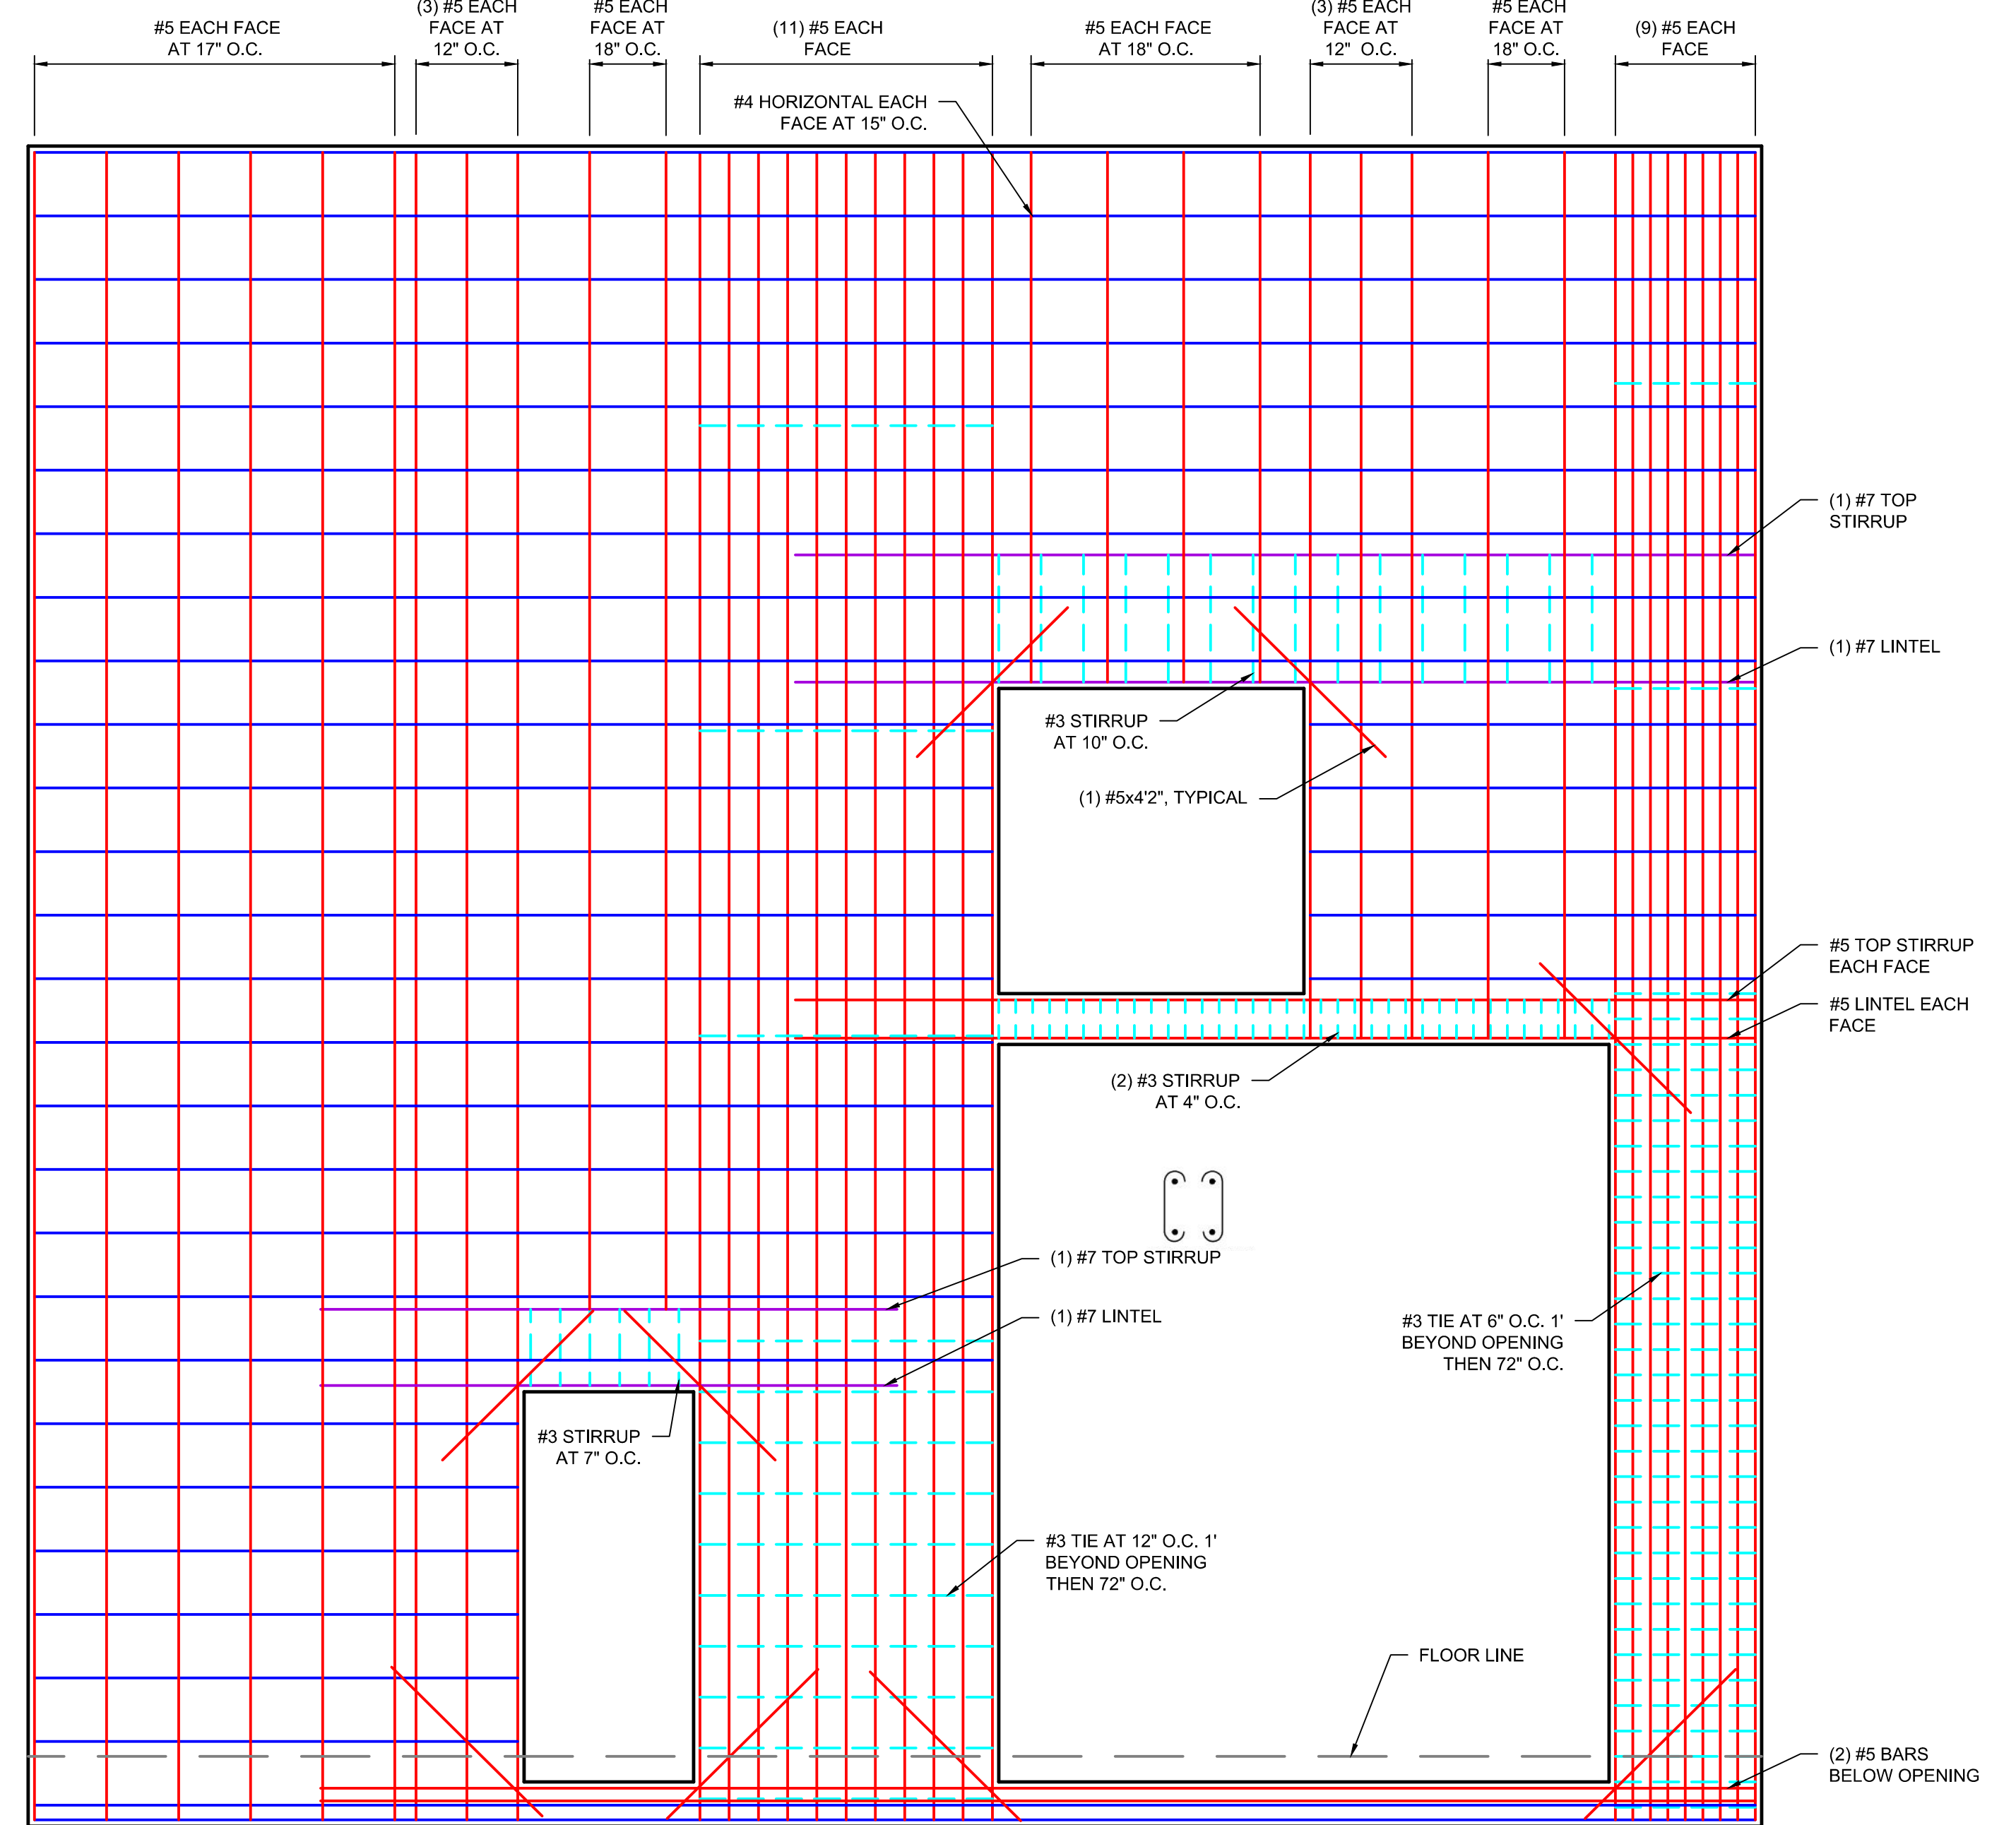 #5 EACH FACE
AT 17" O.C.
(3) #5 EACH
FACE AT
12" O.C.
#5 EACH
FACE AT
18" O.C.
(11) #5 EACH
FACE
#5 EACH FACE
AT 18" O.C.
(3) #5 EACH
FACE AT
12" O.C.
#5 EACH
FACE AT
18" O.C.
(9) #5 EACH
FACE
#4 HORIZONTAL EACH
FACE AT 15" O.C.
(1) #7 TOP
STIRRUP
(1) #7 LINTEL
#3 STIRRUP
AT 10" O.C.
(1) #5x4'2", TYPICAL
#5 TOP STIRRUP
EACH FACE
#5 LINTEL EACH
FACE
(2) #3 STIRRUP
AT 4" O.C.
(1) #7 TOP STIRRUP
(1) #7 LINTEL
#3 TIE AT 6" O.C. 1'
BEYOND OPENING
THEN 72" O.C.
#3 STIRRUP
AT 7" O.C.
#3 TIE AT 12" O.C. 1'
BEYOND OPENING
THEN 72" O.C.
FLOOR LINE
(2) #5 BARS
BELOW OPENING